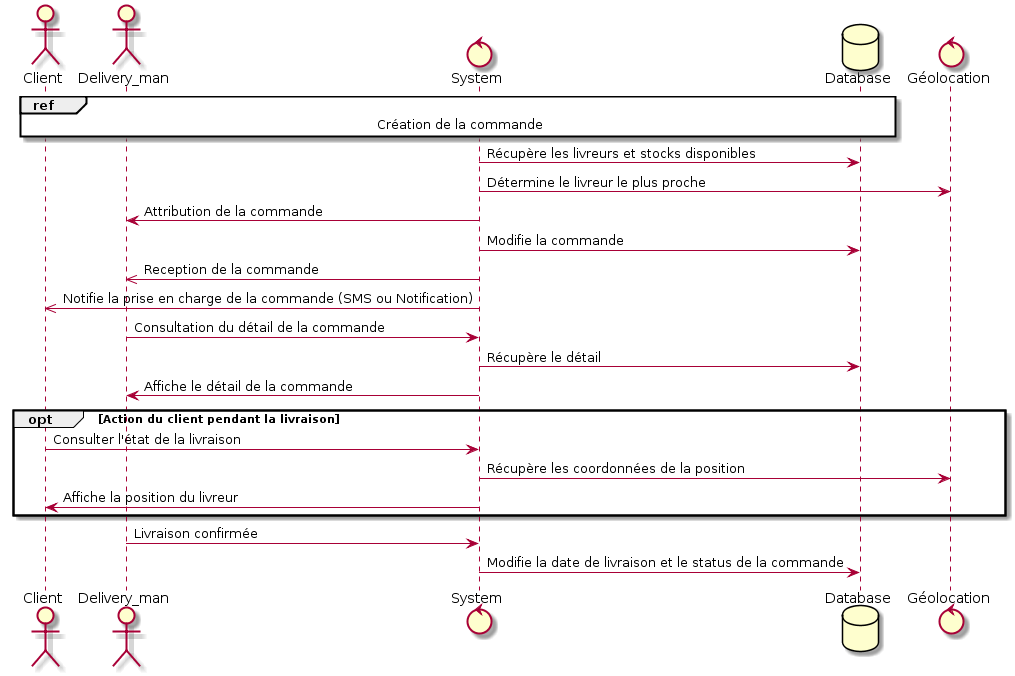 Client
Delivery_man
System
Database
Géolocation
ref
Création de la commande
Récupère les livreurs et stocks disponibles
Détermine le livreur le plus proche
Attribution de la commande
Modifie la commande
Reception de la commande
Notifie la prise en charge de la commande (SMS ou Notification)
Consultation du détail de la commande
Récupère le détail
Affiche le détail de la commande
opt [Action du client pendant la livraison]
Consulter l'état de la livraison
Récupère les coordonnées de la position
Affiche la position du livreur
Livraison confirmée
Modifie la date de livraison et le status de la commande
Client
Delivery_man
System
Database
Géolocation